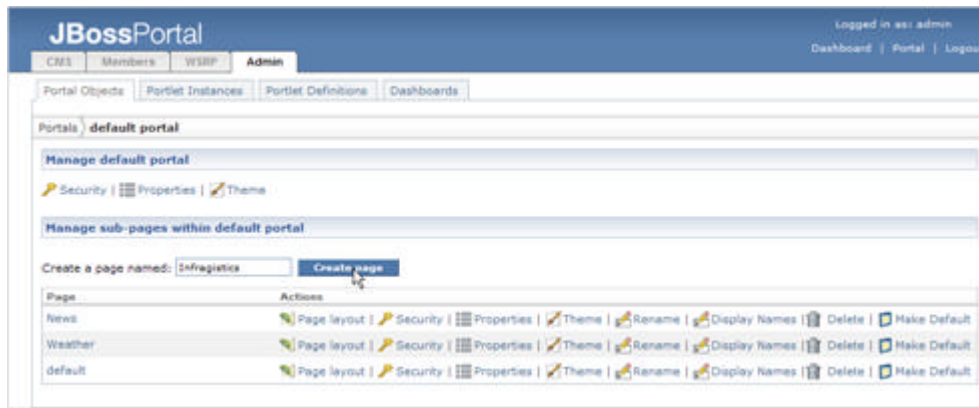 JBossPortal
Logged in as: admin
Dashboard | Portal | Logou
CMS Members WSRP Admin
Portal Objects Portlet Instances Portlet Definitions Dashboards
Portals default portal
Manage default portal
Security | Properties | Theme
Manage sub-pages within default portal
Create a page named: Infragistics Create page
Page Actions
News Page layout | Security | Properties | Theme | Rename | Display Names | Delete | Make Default
Weather Page layout | Security | Properties | Theme | Rename | Display Names | Delete | Make Default
default Page layout | Security | Properties | Theme | Rename | Display Names | Delete | Make Default